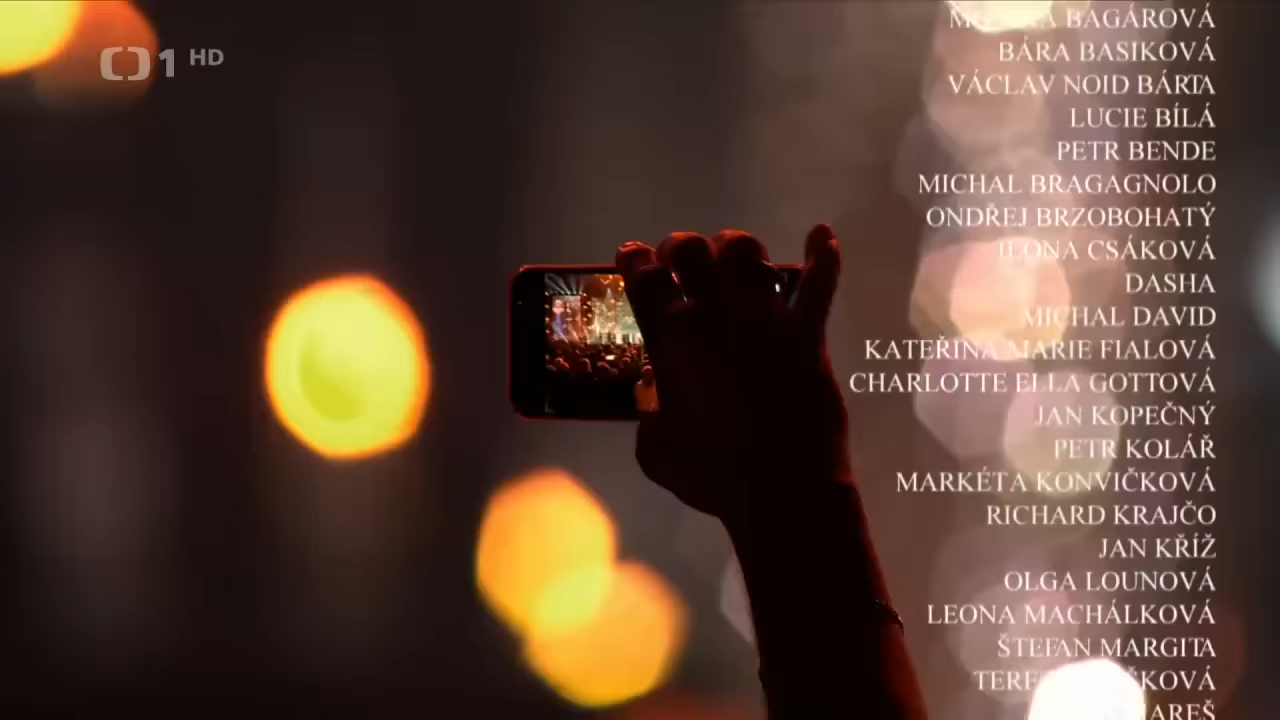 1 HD
BAGÁROVÁ
BÁRA BASIKOVÁ
VÁCLAV NOID BÁRTA
LUCIE BÍLÁ
PETR BENDE
MICHAL BRAGAGNOLO
ONDŘEJ BRZOBOHATÝ
ILONA CSÁKOVÁ
DASHA
MICHAL DAVID
KATEŘINA MARIE FIALOVÁ
CHARLOTTE ELLA GOTTOVÁ
JAN KOPEČNÝ
PETR KOLÁŘ
MARKÉTA KONVIČKOVÁ
RICHARD KRAJČO
JAN KŘÍŽ
OLGA LOUNOVÁ
LEONA MACHÁLKOVÁ
ŠTEFAN MARGITA